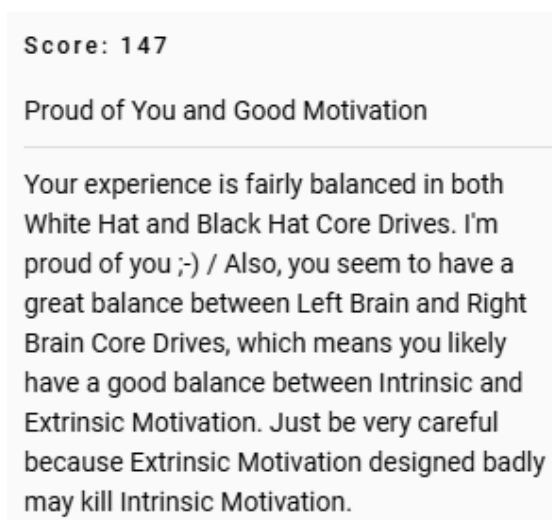 Score: 147
Proud of You and Good Motivation
Your experience is fairly balanced in both
White Hat and Black Hat Core Drives. I'm
proud of you ;-) / Also, you seem to have a
great balance between Left Brain and Right
Brain Core Drives, which means you likely
have a good balance between Intrinsic and
Extrinsic Motivation. Just be very careful
because Extrinsic Motivation designed badly
may kill Intrinsic Motivation.